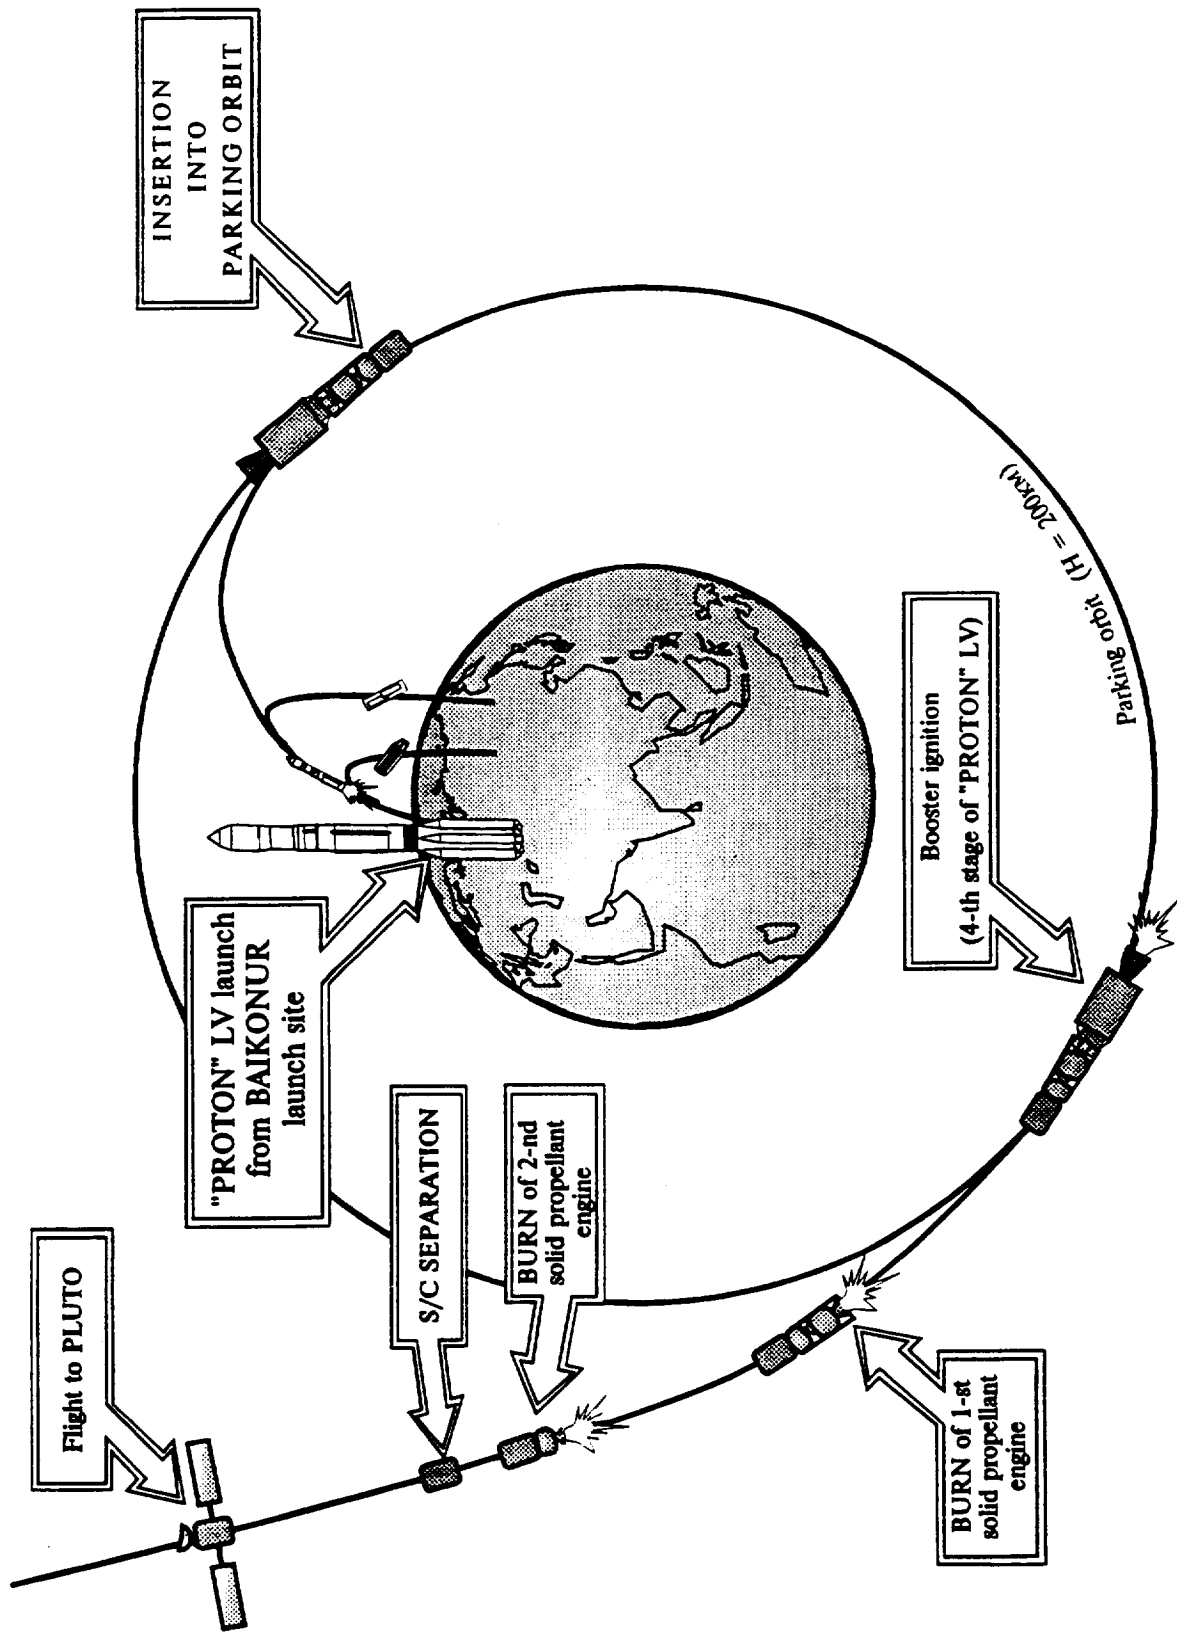 INSERTION
INTO
PARKING ORBIT
"PROTON" LV launch
from BAIKONUR
launch site
Flight to PLUTO
S/C SEPARATION
BURN of 2-nd
solid propellant
engine
BURN of 1-st
solid propellant
engine
Booster ignition
(4-th stage of "PROTON" LV)
Parking orbit (H = 200км)